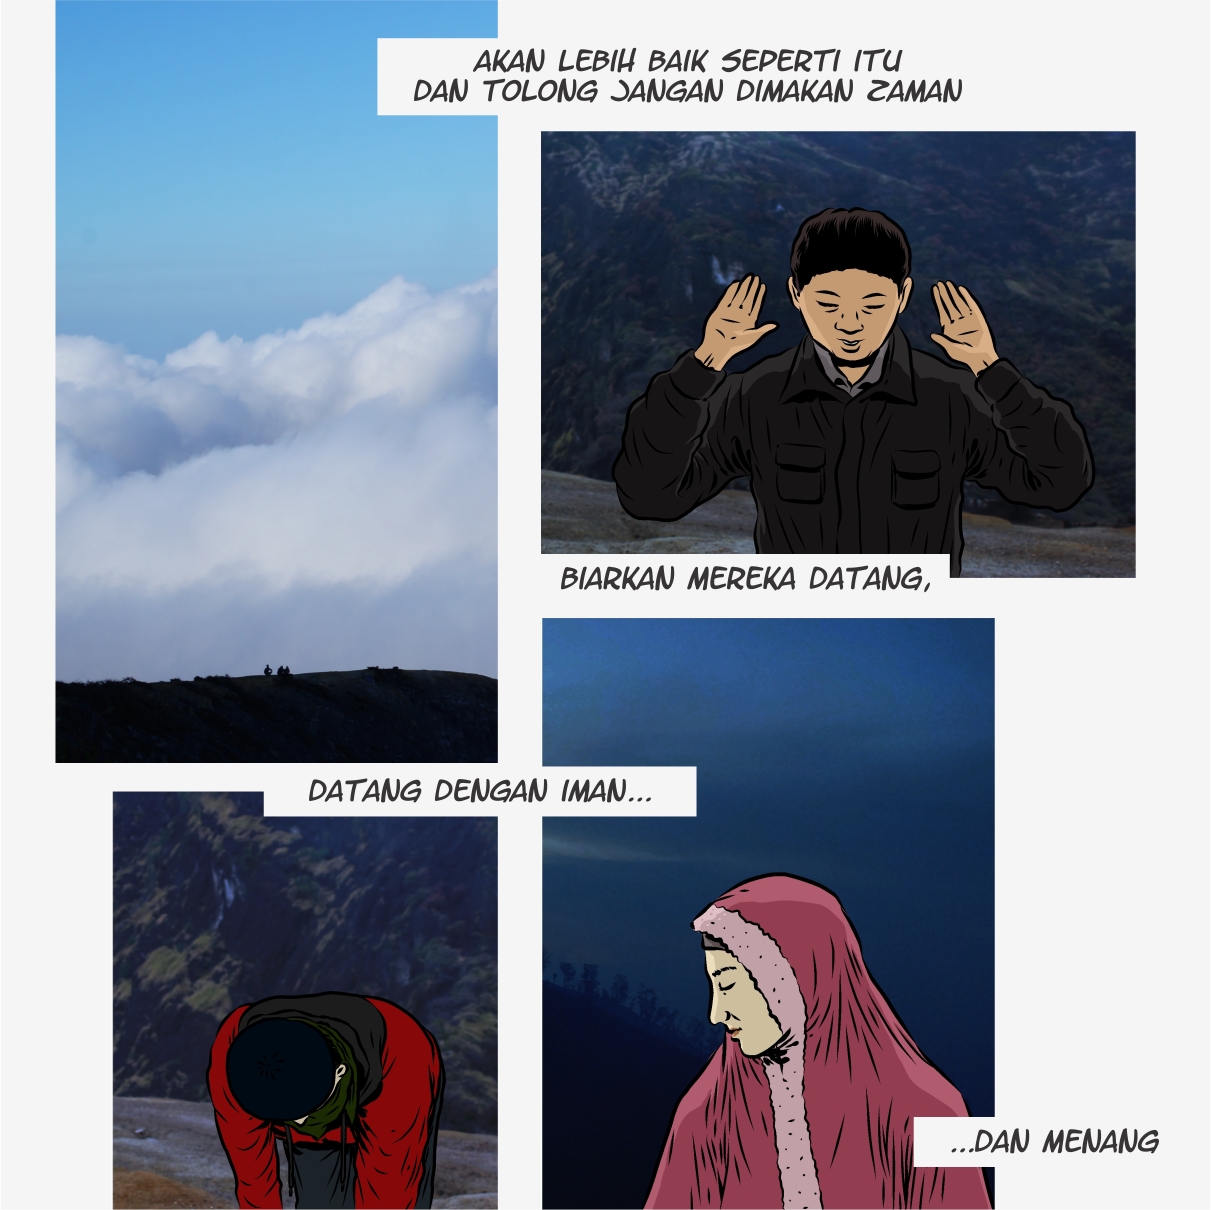 AKAN LEBIH BAIK SEPERTI ITU
DAN TOLONG JANGAN DIMAKAN ZAMAN
BIARKAN MEREKA DATANG,
DATANG DENGAN IMAN...
...DAN MENANG